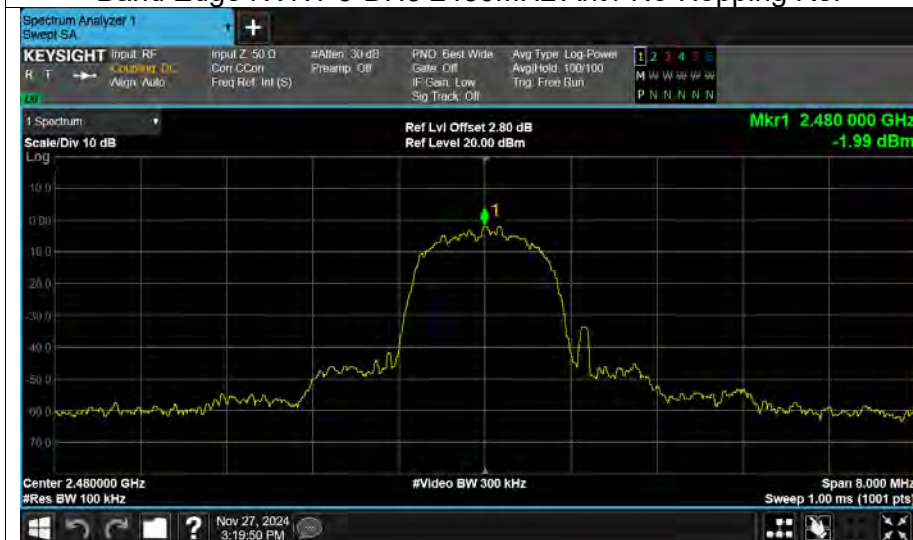 Spectrum Analyzer 1
Swept SA
+
KEYSIGHT Input: RF
R T Coupling: DC
Align: Auto
Input Z: 50 Ω
Corr CCorr
Freq Ref: Int (S)
#Atten: 30 dB
Preamp: Off
PNO: Best Wide
Gate: Off
IF Gain: Low
Sig Track: Off
Avg Type: Log-Power
Avg|Hold: 100/100
Trig: Free Run
1 2 3 4 5 6
M W W W W W
P N N N N N
1 Spectrum
Scale/Div 10 dB
Log
Ref Lvl Offset 2.80 dB
Ref Level 20.00 dBm
Mkr1 2.480 000 GHz
-1.99 dBm
10.0
0.00
-10.0
-20.0
-30.0
-40.0
-50.0
-60.0
-70.0
1
Center 2.480000 GHz
#Res BW 100 kHz
#Video BW 300 kHz
Span 8.000 MHz
Sweep 1.00 ms (1001 pts)
?
Nov 27, 2024
3:19:50 PM